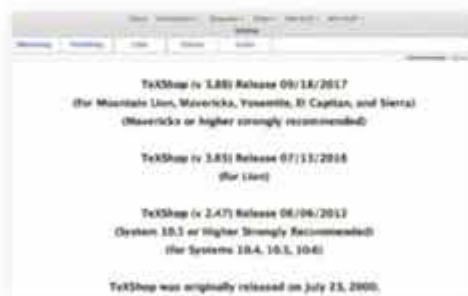 TeXShop (v 3.88) Release 09/18/2017
(for Mountain Lion, Mavericks, Yosemite, El Capitan, and Sierra)
(Mavericks or higher strongly recommended)
TeXShop (v 3.65) Release 07/13/2016
(for Lion)
TeXShop (v 2.47) Release 06/06/2012
(System 10.5 or Higher Strongly Recommended)
(for Systems 10.4, 10.5, 10.6)
TeXShop was originally released on July 23, 2000.